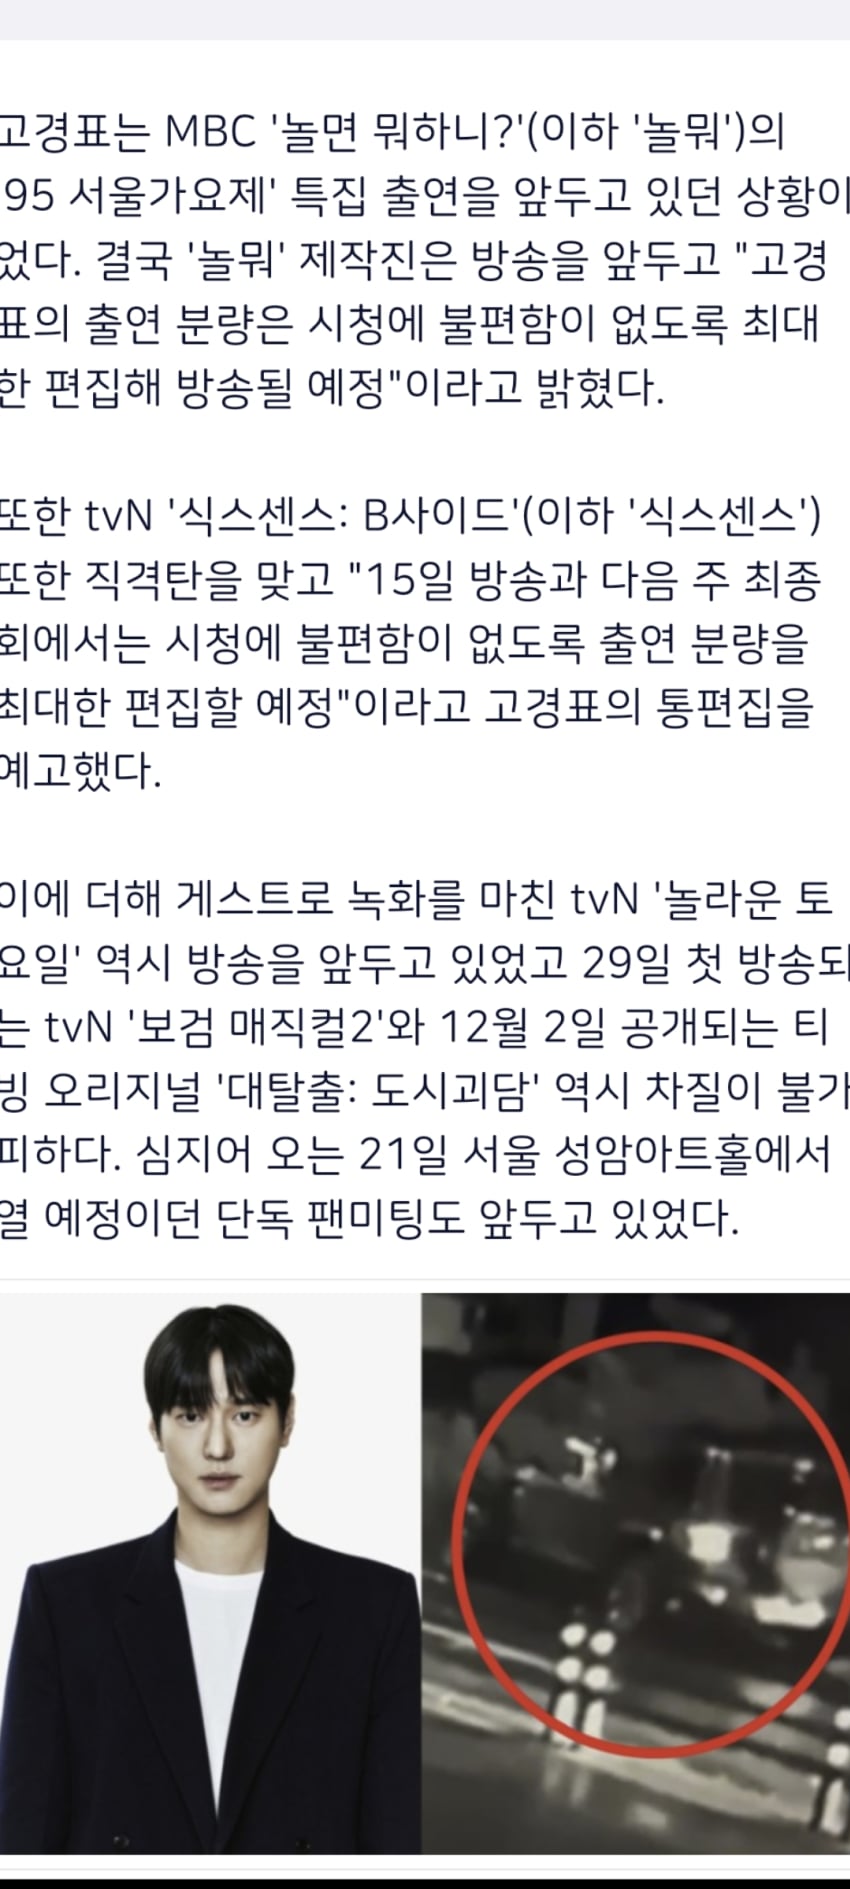 고경표는 MBC '놀면 뭐하니?'(이하 '놀뭐')의
95 서울가요제' 특집 출연을 앞두고 있던 상황이
었다. 결국 '놀뭐' 제작진은 방송을 앞두고 "고경
표의 출연 분량은 시청에 불편함이 없도록 최대
한 편집해 방송될 예정"이라고 밝혔다.
또한 tvN '식스센스: B사이드'(이하 '식스센스')
또한 직격탄을 맞고 "15일 방송과 다음 주 최종
회에서는 시청에 불편함이 없도록 출연 분량을
최대한 편집할 예정"이라고 고경표의 통편집을
예고했다.
이에 더해 게스트로 녹화를 마친 tvN '놀라운 토
요일' 역시 방송을 앞두고 있었고 29일 첫 방송되
는 tvN '보검 매직컬2'와 12월 2일 공개되는 티
빙 오리지널 '대탈출: 도시괴담' 역시 차질이 불가
피하다. 심지어 오는 21일 서울 성암아트홀에서
열 예정이던 단독 팬미팅도 앞두고 있었다.